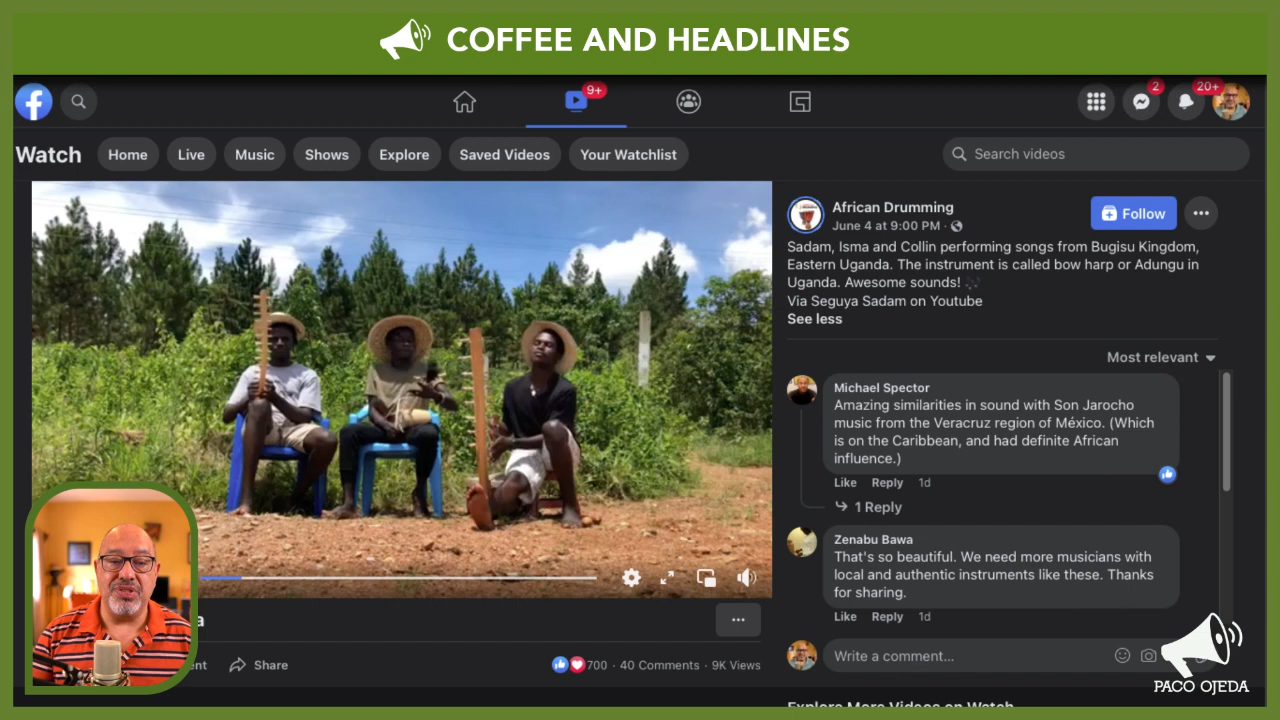 COFFEE AND HEADLINES
9+
2
20+
Watch
Home
Live
Music
Shows
Explore
Saved Videos
Your Watchlist
Search videos
African Drumming
June 4 at 9:00 PM ·
Follow
Sadam, Isma and Collin performing songs from Bugisu Kingdom,
Eastern Uganda. The instrument is called bow harp or Adungu in
Uganda. Awesome sounds!
Via Seguya Sadam on Youtube
See less
Most relevant
Michael Spector
Amazing similarities in sound with Son Jarocho
music from the Veracruz region of México. (Which
is on the Caribbean, and had definite African
influence.)
Like Reply 1d
1 Reply
Zenabu Bawa
That's so beautiful. We need more musicians with
local and authentic instruments like these. Thanks
for sharing.
Like Reply 1d
Write a comment...
Share
700 · 40 Comments · 9K Views
Explore More Videos on Watch
PACO OJEDA